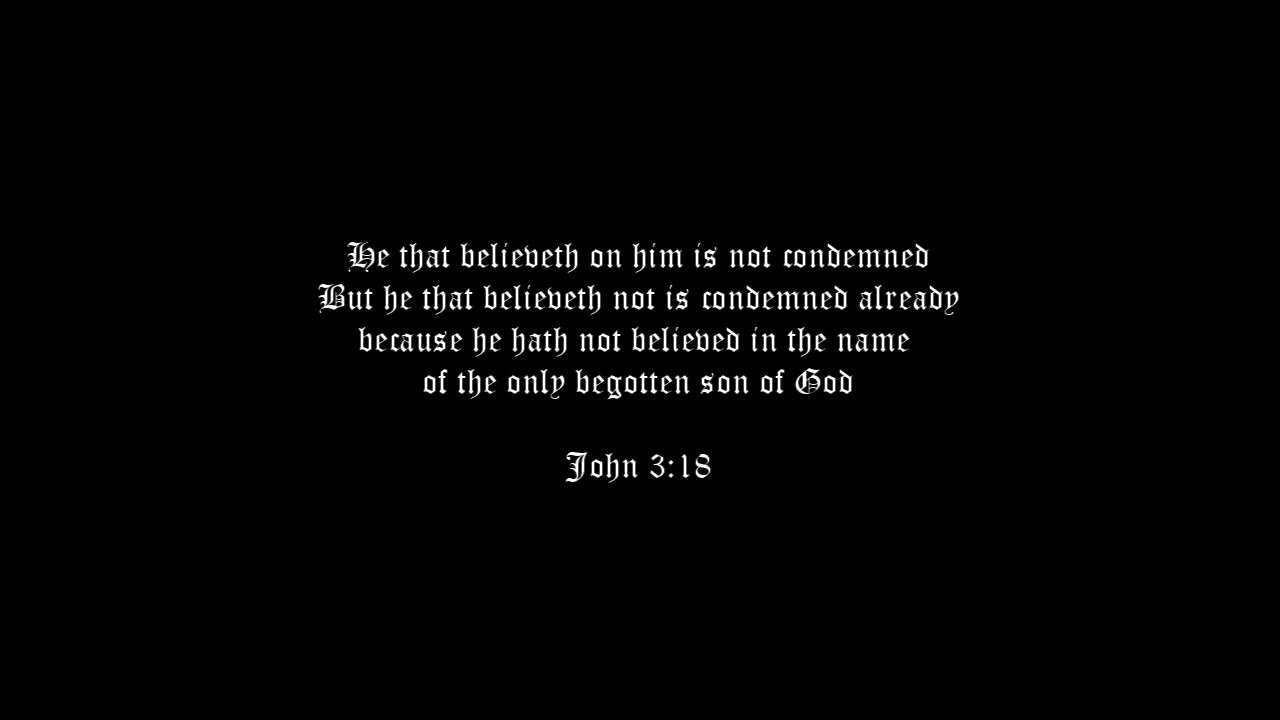 He that believeth on him is not condemned
But he that believeth not is condemned already
because he hath not believed in the name
of the only begotten son of God
John 3:18